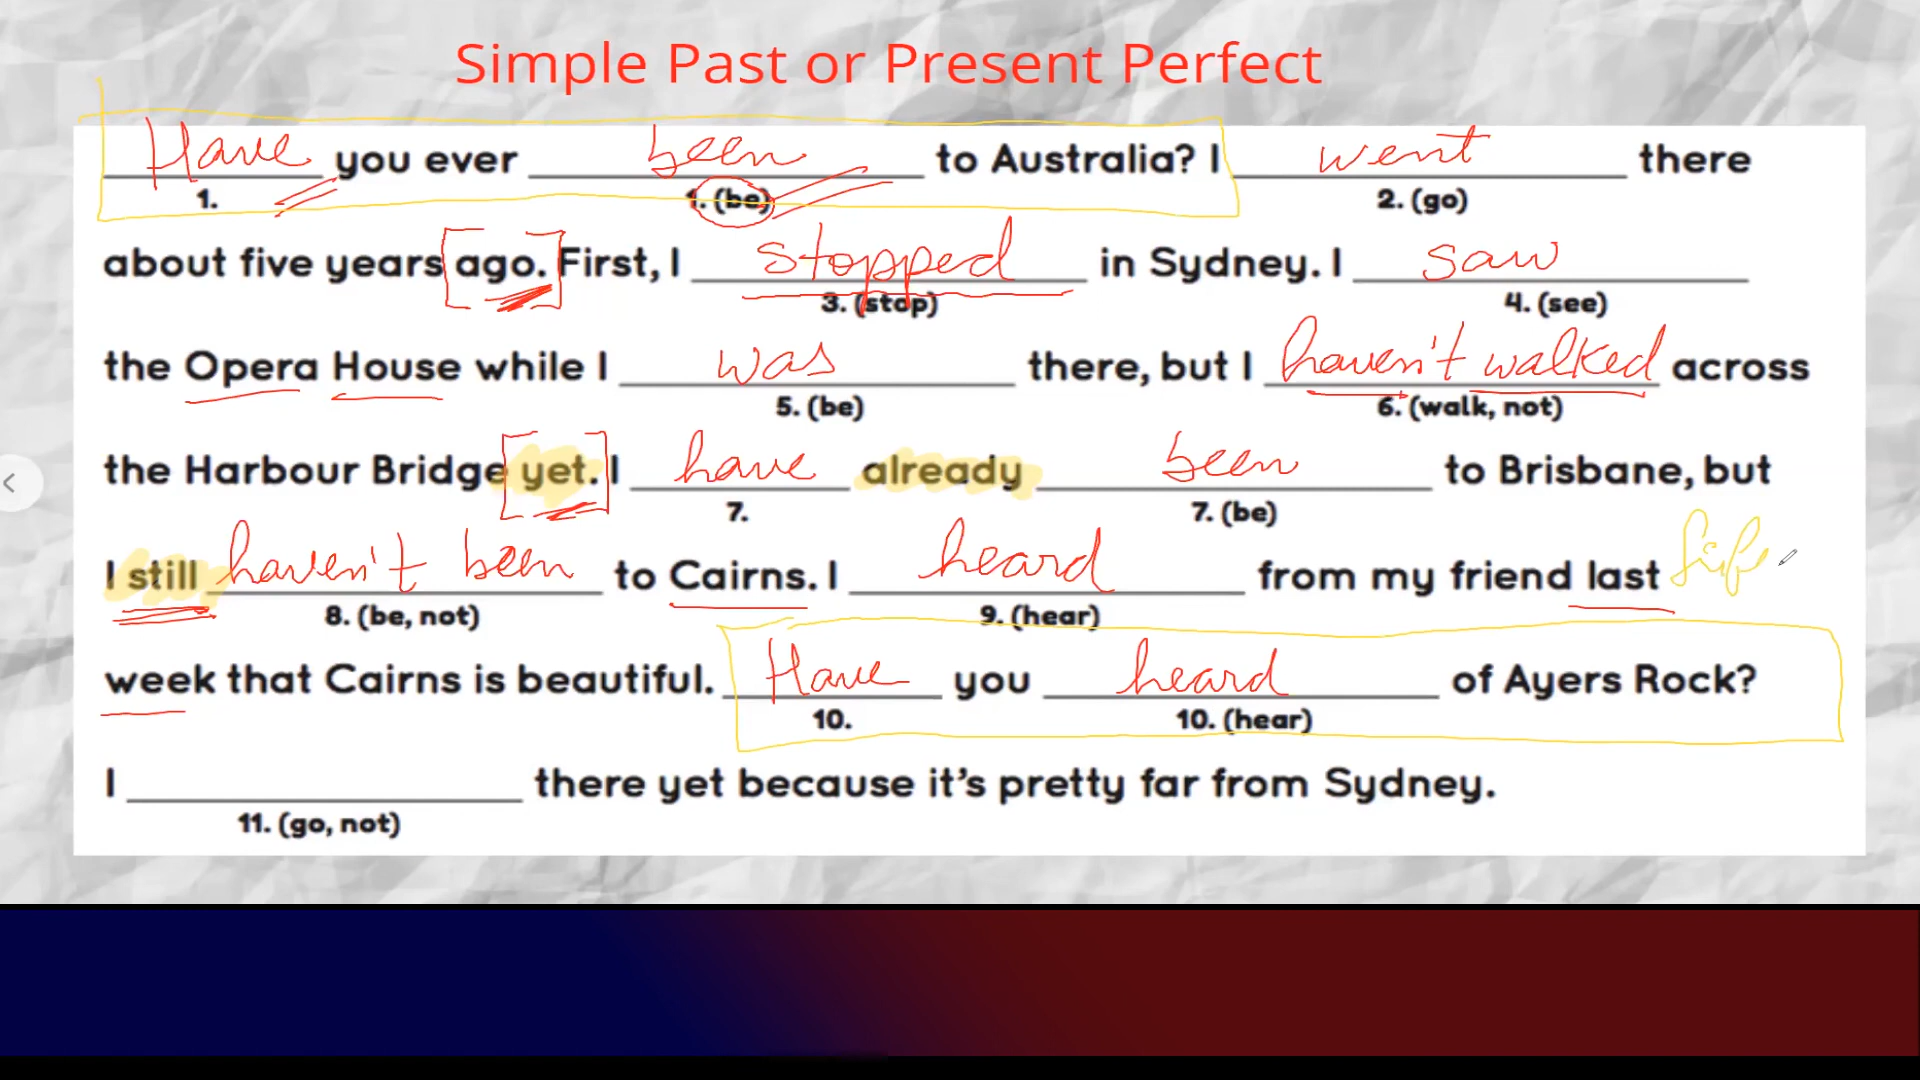 Simple Past or Present Perfect
Have you ever been to Australia? I went there
1. 1. (be) 2. (go)
about five years ago. First, I stopped in Sydney. I saw
3. (stop) 4. (see)
the Opera House while I was there, but I haven't walked across
5. (be) 6. (walk, not)
the Harbour Bridge yet. I have already been to Brisbane, but
7. 7. (be)
I still haven't been to Cairns. I heard from my friend last
8. (be, not) 9. (hear)
week that Cairns is beautiful. Have you heard of Ayers Rock?
10. 10. (hear)
I there yet because it's pretty far from Sydney.
11. (go, not)